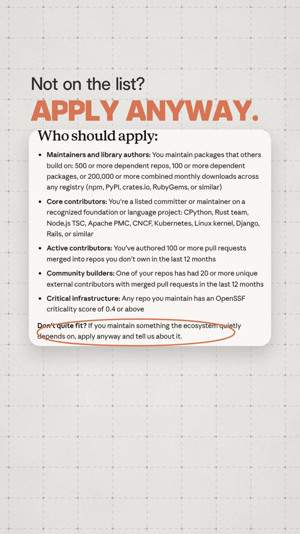 Not on the list?
APPLY ANYWAY.
Who should apply:
• Maintainers and library authors: You maintain packages that others
build on: 500 or more dependent repos, 100 or more dependent
packages, or 200,000 or more combined monthly downloads across
any registry (npm, PyPI, crates.io, RubyGems, or similar)
• Core contributors: You're a listed committer or maintainer on a
recognized foundation or language project: CPython, Rust team,
Node.js TSC, Apache PMC, CNCF, Kubernetes, Linux kernel, Django,
Rails, or similar
• Active contributors: You've authored 100 or more pull requests
merged into repos you don't own in the last 12 months
• Community builders: One of your repos has had 20 or more unique
external contributors with merged pull requests in the last 12 months
• Critical infrastructure: Any repo you maintain has an OpenSSF
criticality score of 0.4 or above
Don't quite fit? If you maintain something the ecosystem quietly
depends on, apply anyway and tell us about it.